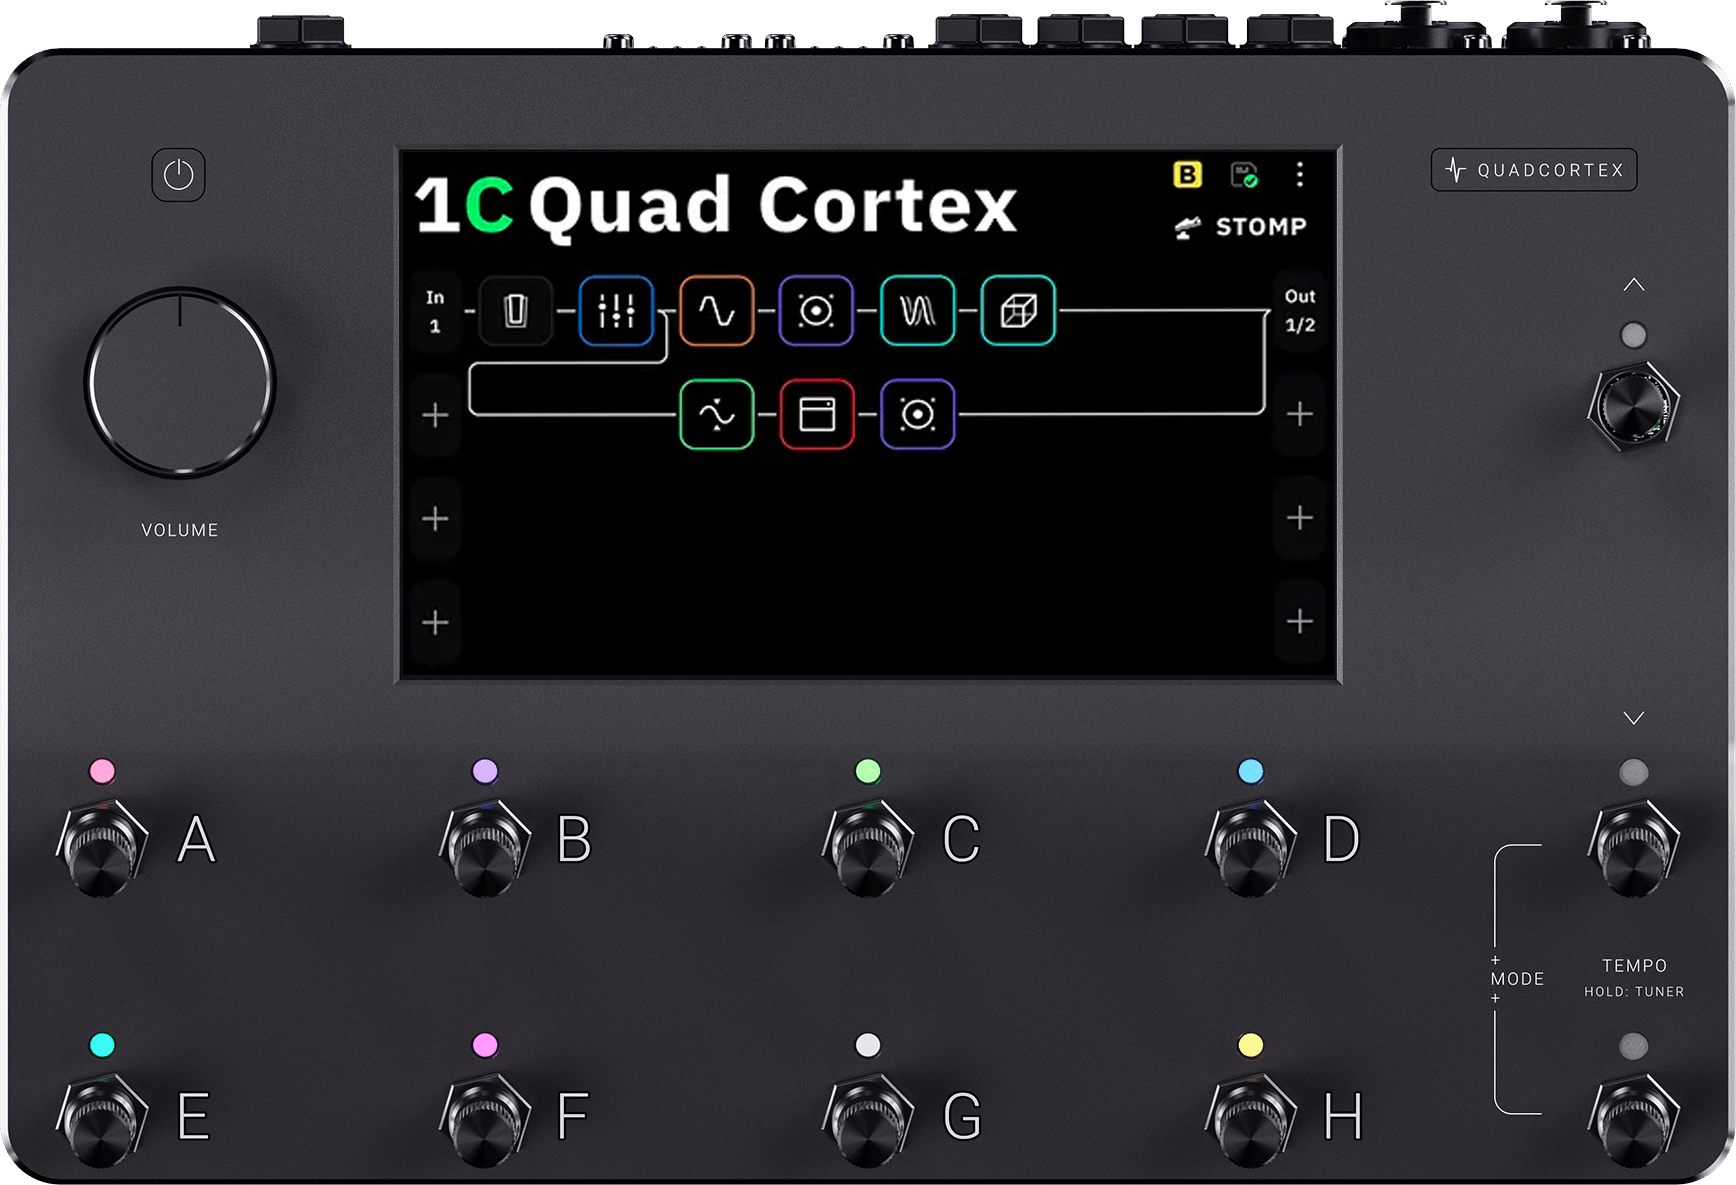 QUADCORTEX
1C Quad Cortex
B
STOMP
In
1
Out
1/2
+
+
+
+
+
+
VOLUME
A
B
C
D
E
F
G
H
+
MODE
+
TEMPO
HOLD: TUNER